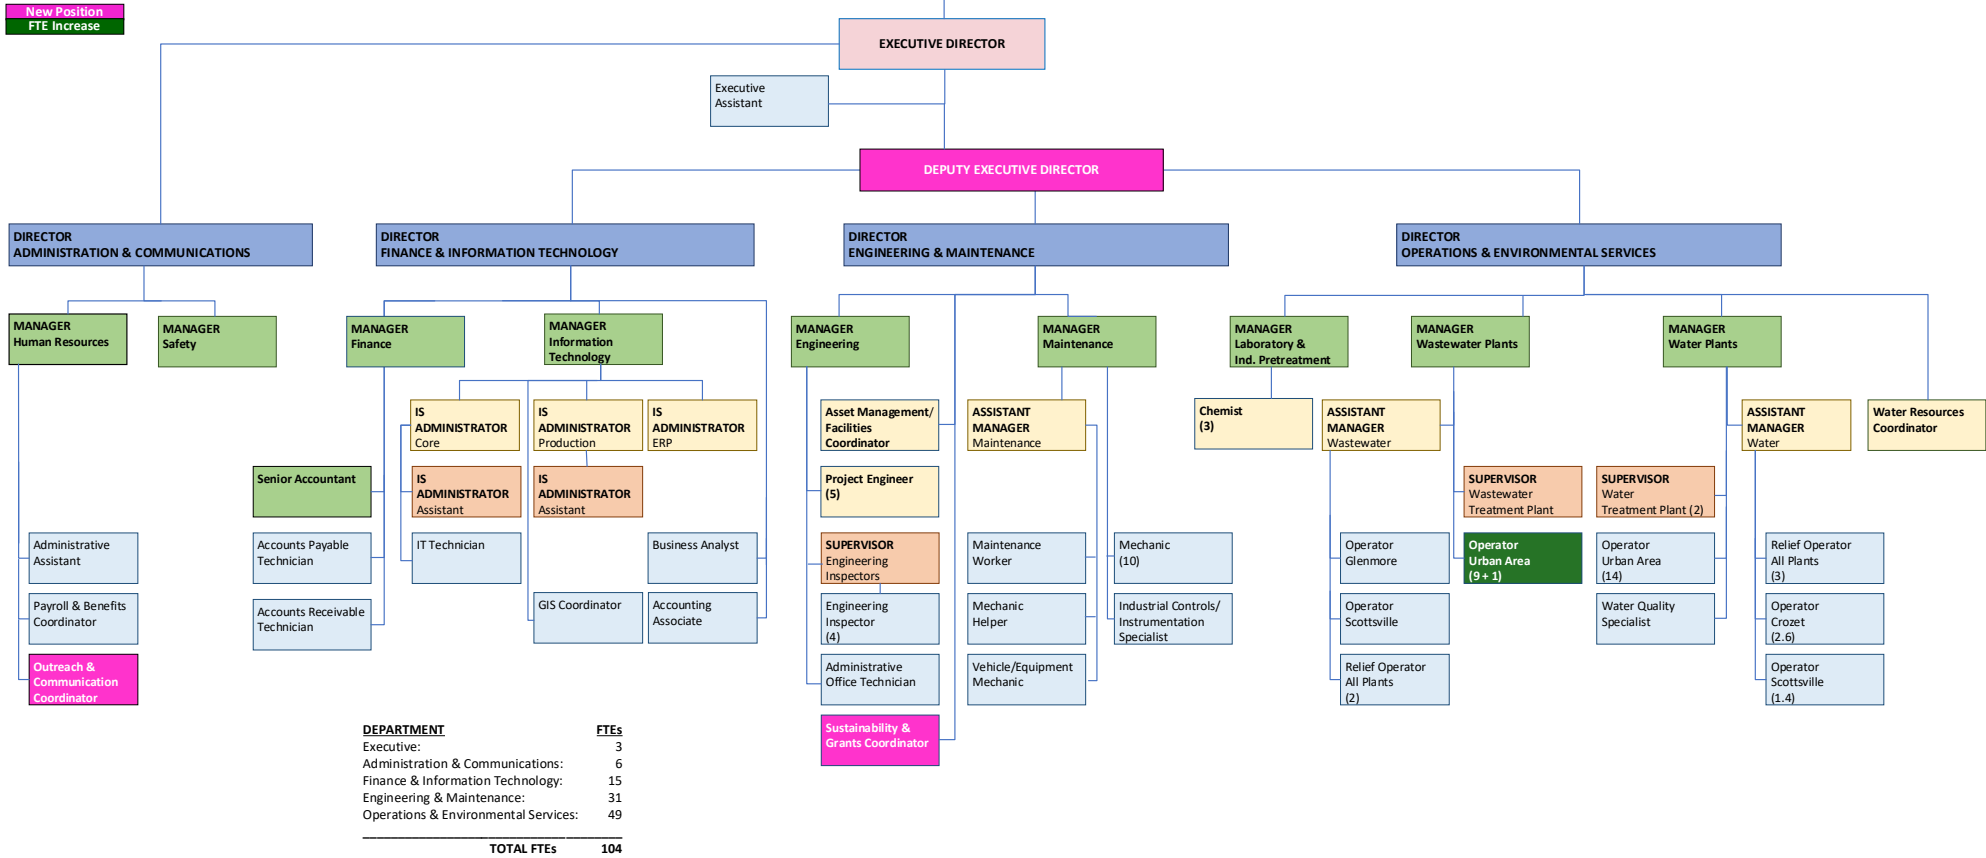 New Position
FTE Increase
EXECUTIVE DIRECTOR
Executive
Assistant
DEPUTY EXECUTIVE DIRECTOR
DIRECTOR
ADMINISTRATION & COMMUNICATIONS
DIRECTOR
FINANCE & INFORMATION TECHNOLOGY
DIRECTOR
ENGINEERING & MAINTENANCE
DIRECTOR
OPERATIONS & ENVIRONMENTAL SERVICES
MANAGER
Human Resources
MANAGER
Safety
MANAGER
Finance
MANAGER
Information
Technology
MANAGER
Engineering
MANAGER
Maintenance
MANAGER
Laboratory &
Ind. Pretreatment
MANAGER
Wastewater Plants
MANAGER
Water Plants
IS
ADMINISTRATOR
Core
IS
ADMINISTRATOR
Production
IS
ADMINISTRATOR
ERP
Asset Management/
Facilities
Coordinator
ASSISTANT
MANAGER
Maintenance
Chemist
(3)
ASSISTANT
MANAGER
Wastewater
ASSISTANT
MANAGER
Water
Water Resources
Coordinator
Senior Accountant
IS
ADMINISTRATOR
Assistant
IS
ADMINISTRATOR
Assistant
Project Engineer
(5)
SUPERVISOR
Wastewater
Treatment Plant
SUPERVISOR
Water
Treatment Plant (2)
Administrative
Assistant
Accounts Payable
Technician
IT Technician
Business Analyst
SUPERVISOR
Engineering
Inspectors
Maintenance
Worker
Mechanic
(10)
Operator
Glenmore
Operator
Urban Area
(9 + 1)
Operator
Urban Area
(14)
Relief Operator
All Plants
(3)
Payroll & Benefits
Coordinator
Accounts Receivable
Technician
GIS Coordinator
Accounting
Associate
Engineering
Inspector
(4)
Mechanic
Helper
Industrial Controls/
Instrumentation
Specialist
Operator
Scottsville
Water Quality
Specialist
Operator
Crozet
(2.6)
Outreach &
Communication
Coordinator
Administrative
Office Technician
Vehicle/Equipment
Mechanic
Relief Operator
All Plants
(2)
Operator
Scottsville
(1.4)
Sustainability &
Grants Coordinator
DEPARTMENT FTEs
Executive: 3
Administration & Communications: 6
Finance & Information Technology: 15
Engineering & Maintenance: 31
Operations & Environmental Services: 49
TOTAL FTEs 104